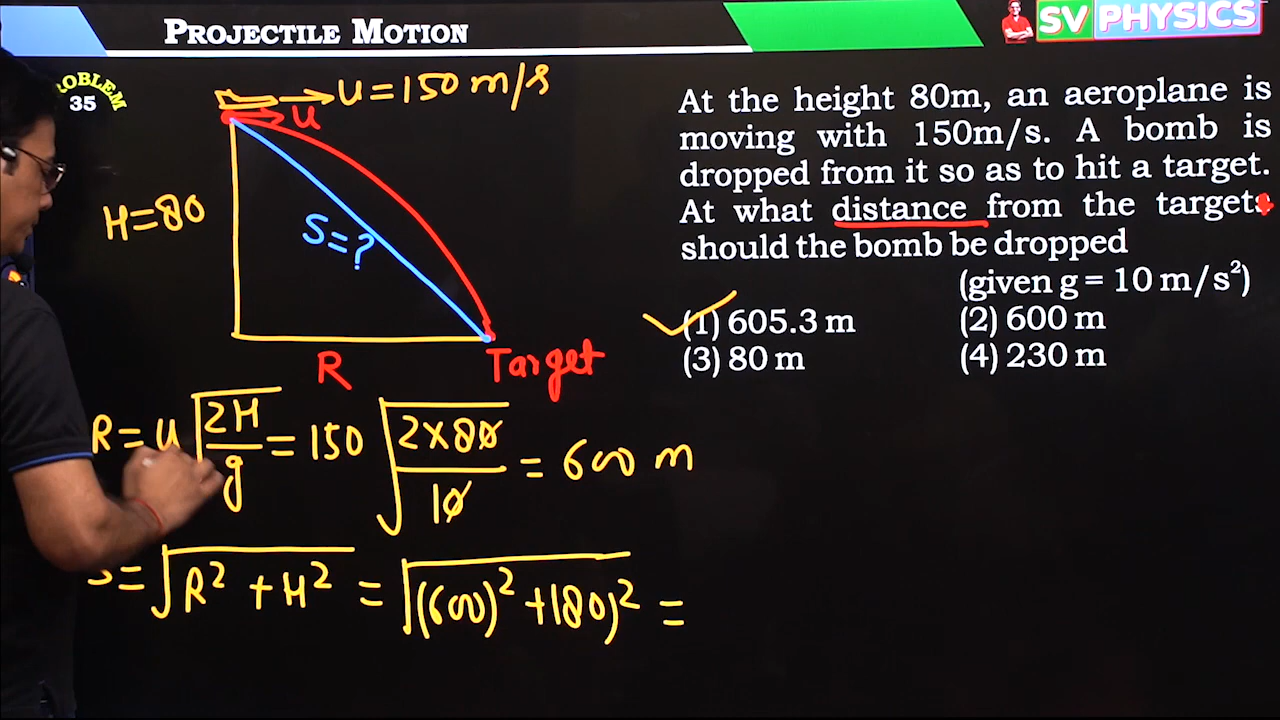 PROJECTILE MOTION
SV PHYSICS
PROBLEM
35
U = 150 m/s
u
H = 80
S = ?
R
Target
At the height 80m, an aeroplane is
moving with 150m/s. A bomb is
dropped from it so as to hit a target.
At what distance from the target
should the bomb be dropped
(given g = 10 m/s²)
(1) 605.3 m
(2) 600 m
(3) 80 m
(4) 230 m
R = u √(2H/g) = 150 √(2×80/10) = 600 m
S = √(R² + H²) = √((600)² + (80)²) =